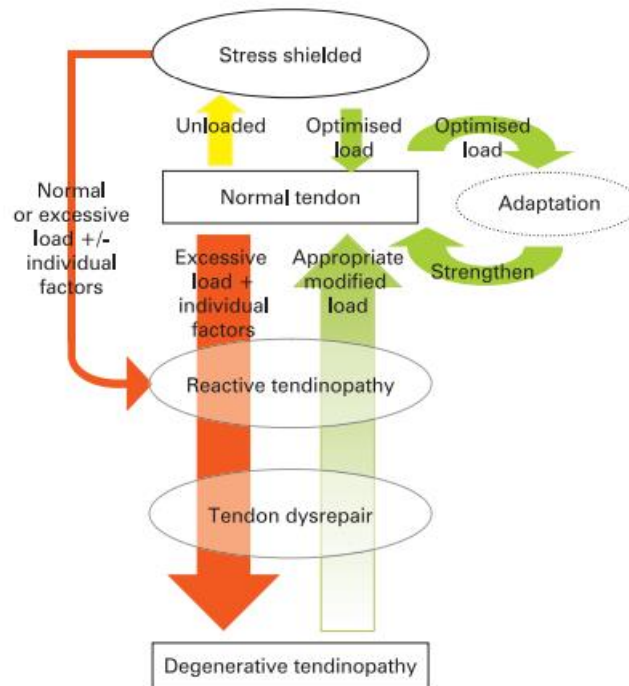 Stress shielded
Unloaded
Optimised
load
Optimised
load
Normal
or excessive
load +/-
individual
factors
Normal tendon
Adaptation
Excessive
load +
individual
factors
Appropriate
modified
load
Strengthen
Reactive tendinopathy
Tendon dysrepair
Degenerative tendinopathy